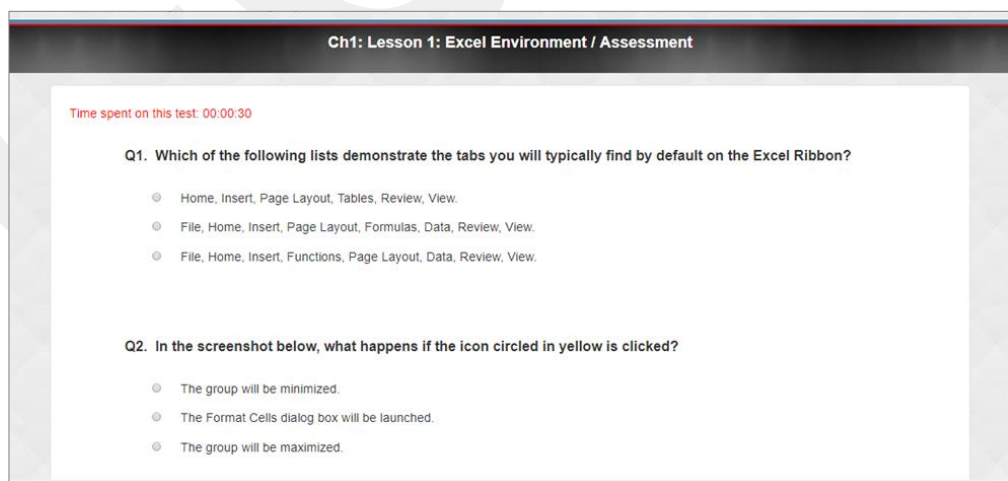 Ch1: Lesson 1: Excel Environment / Assessment
Time spent on this test: 00:00:30
Q1. Which of the following lists demonstrate the tabs you will typically find by default on the Excel Ribbon?
Home, Insert, Page Layout, Tables, Review, View.
File, Home, Insert, Page Layout, Formulas, Data, Review, View.
File, Home, Insert, Functions, Page Layout, Data, Review, View.
Q2. In the screenshot below, what happens if the icon circled in yellow is clicked?
The group will be minimized.
The Format Cells dialog box will be launched.
The group will be maximized.